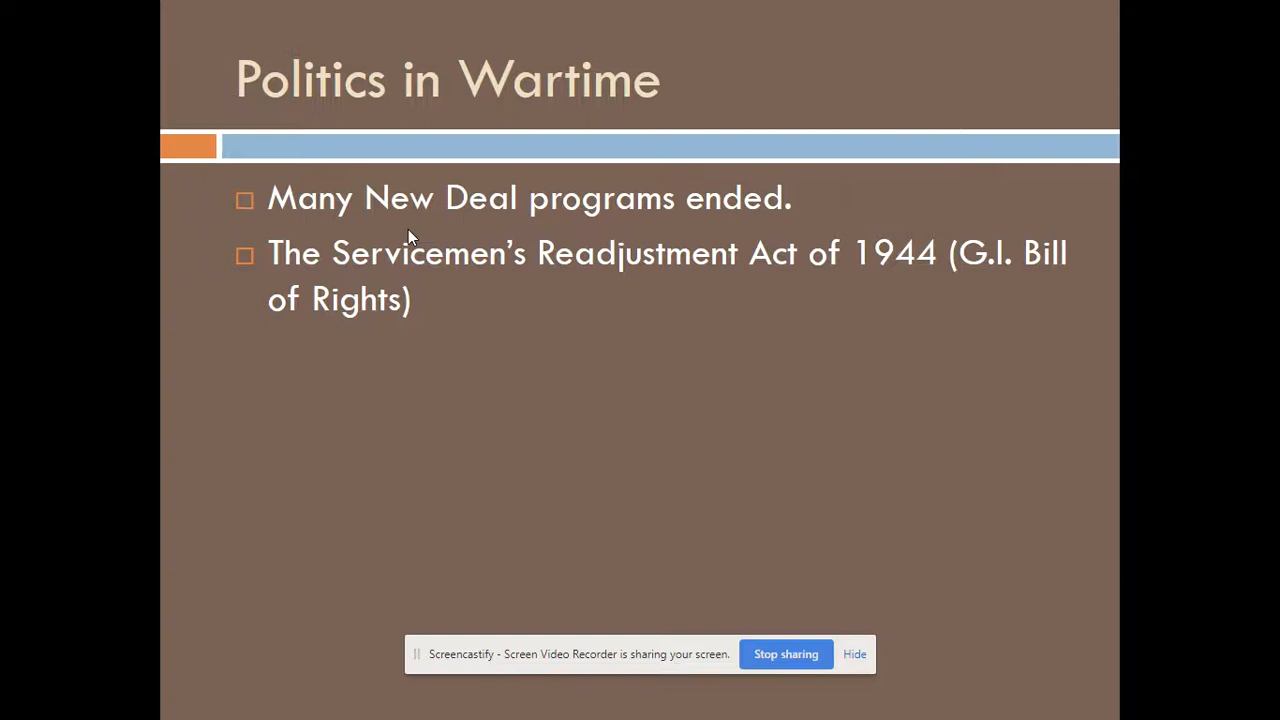 Politics in Wartime
Many New Deal programs ended.
The Servicemen’s Readjustment Act of 1944 (G.I. Bill
of Rights)
Screencastify - Screen Video Recorder is sharing your screen. Stop sharing Hide